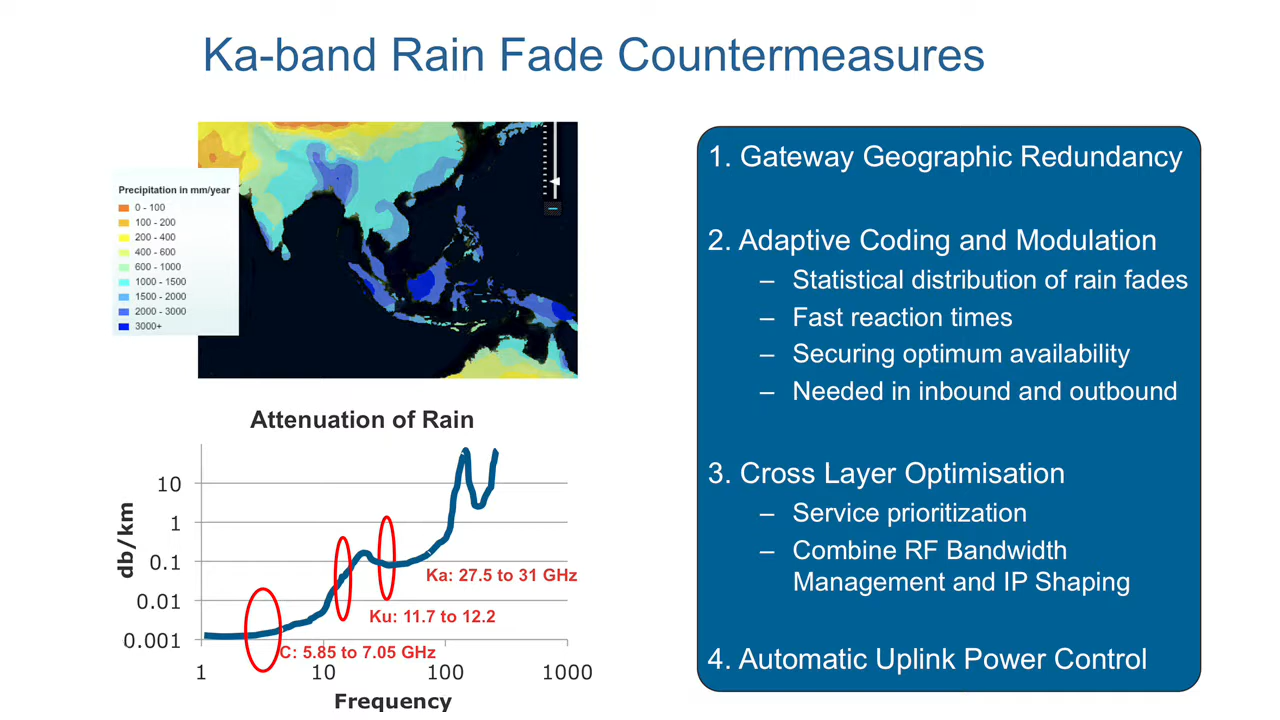 Ka-band Rain Fade Countermeasures
Precipitation in mm/year
0 - 100
100 - 200
200 - 400
400 - 600
600 - 1000
1000 - 1500
1500 - 2000
2000 - 3000
3000+
Attenuation of Rain
db/km
10
1
0.1
0.01
0.001
1
10
100
1000
Frequency
Ka: 27.5 to 31 GHz
Ku: 11.7 to 12.2
C: 5.85 to 7.05 GHz
1. Gateway Geographic Redundancy
2. Adaptive Coding and Modulation
– Statistical distribution of rain fades
– Fast reaction times
– Securing optimum availability
– Needed in inbound and outbound
3. Cross Layer Optimisation
– Service prioritization
– Combine RF Bandwidth
Management and IP Shaping
4. Automatic Uplink Power Control